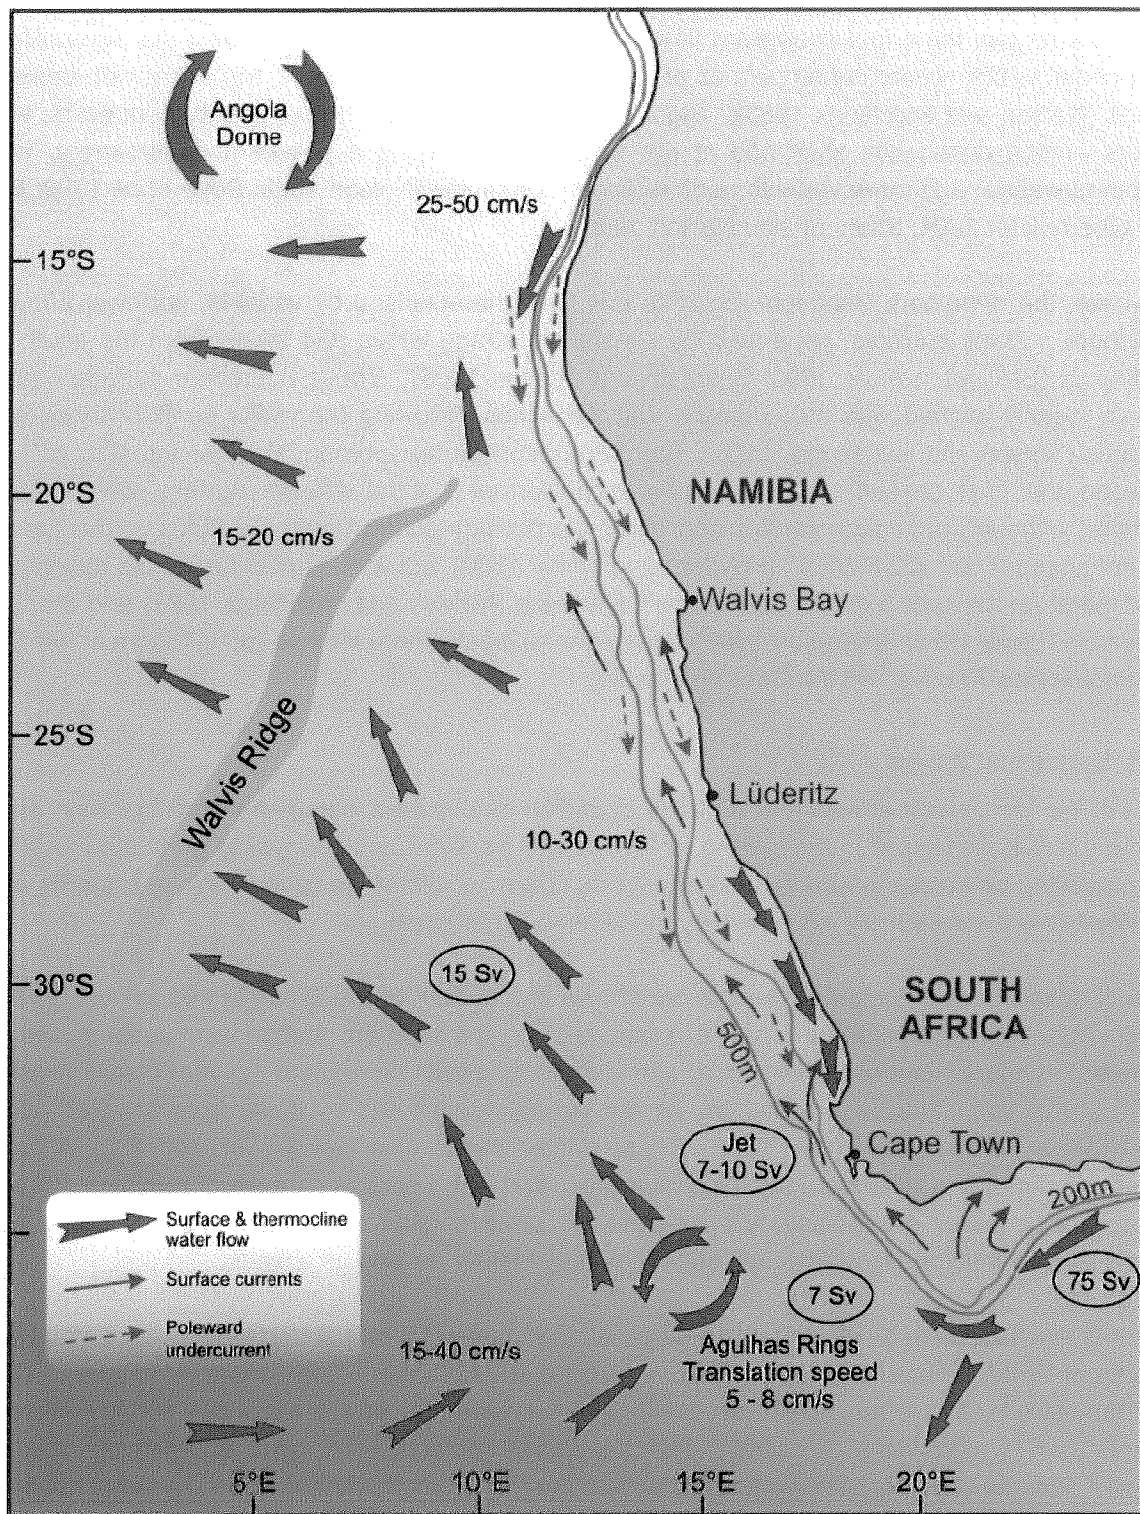 Angola
Dome
25-50 cm/s
15°S
20°S
NAMIBIA
15-20 cm/s
Walvis Bay
Walvis Ridge
25°S
Lüderitz
10-30 cm/s
15 Sv
30°S
SOUTH
AFRICA
500m
Jet
7-10 Sv
Cape Town
200m
Surface & thermocline
water flow
Surface currents
Poleward
undercurrent
75 Sv
7 Sv
15-40 cm/s
Agulhas Rings
Translation speed
5 - 8 cm/s
5°E
10°E
15°E
20°E